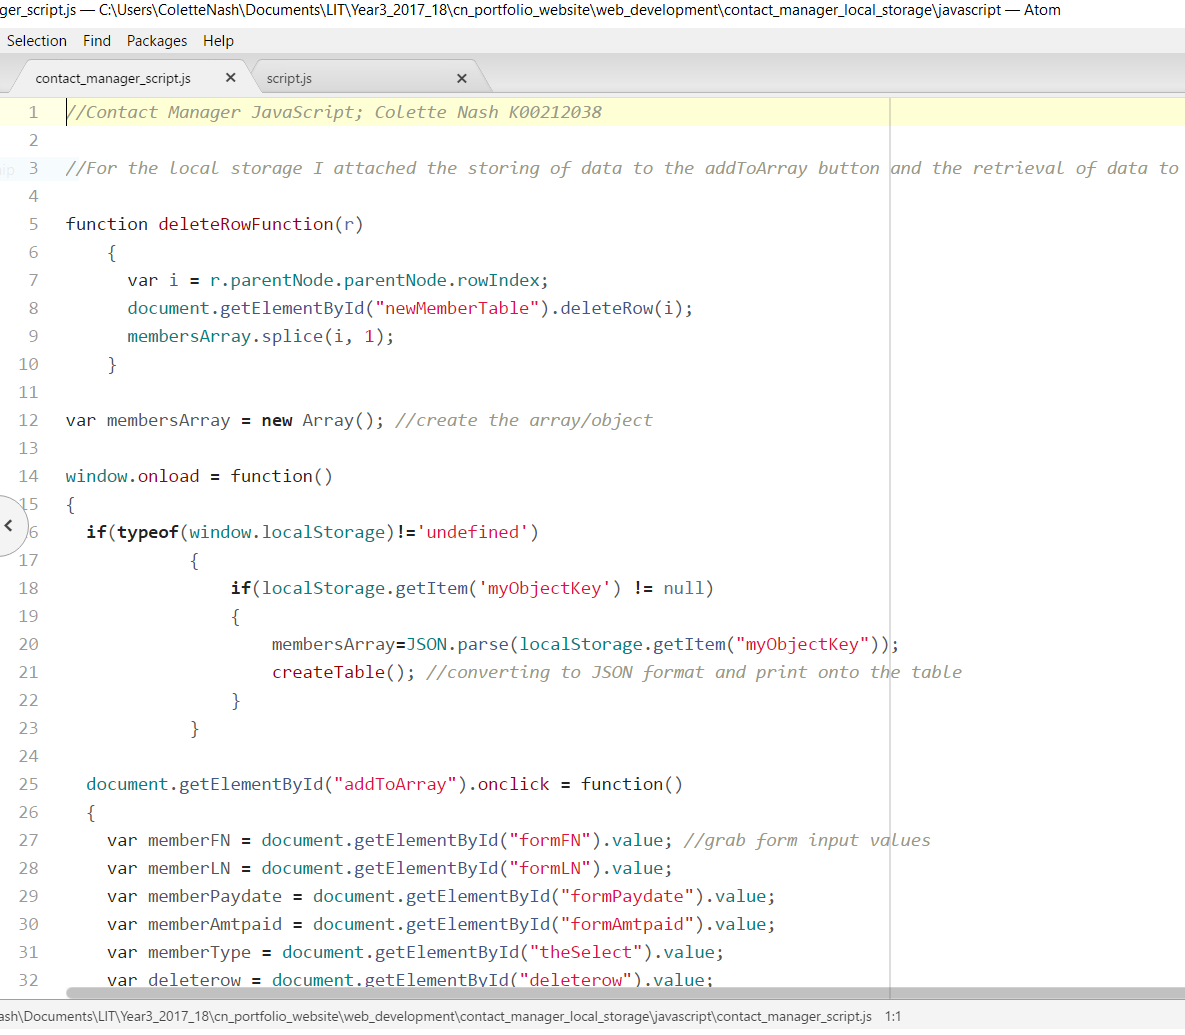 ger_script.js — C:\Users\ColetteNash\Documents\LIT\Year3_2017_18\cn_portfolio_website\web_development\contact_manager_local_storage\javascript — Atom
Selection Find Packages Help
contact_manager_script.js × script.js ×
1 //Contact Manager JavaScript; Colette Nash K00212038
2
3 //For the local storage I attached the storing of data to the addToArray button and the retrieval of data to
4
5 function deleteRowFunction(r)
6 {
7 var i = r.parentNode.parentNode.rowIndex;
8 document.getElementById("newMemberTable").deleteRow(i);
9 membersArray.splice(i, 1);
10 }
11
12 var membersArray = new Array(); //create the array/object
13
14 window.onload = function()
15 {
6 if(typeof(window.localStorage)!='undefined')
17 {
18 if(localStorage.getItem('myObjectKey') != null)
19 {
20 membersArray=JSON.parse(localStorage.getItem("myObjectKey"));
21 createTable(); //converting to JSON format and print onto the table
22 }
23 }
24
25 document.getElementById("addToArray").onclick = function()
26 {
27 var memberFN = document.getElementById("formFN").value; //grab form input values
28 var memberLN = document.getElementById("formLN").value;
29 var memberPaydate = document.getElementById("formPaydate").value;
30 var memberAmtpaid = document.getElementById("formAmtpaid").value;
31 var memberType = document.getElementById("theSelect").value;
32 var deleterow = document.getElementById("deleterow").value;
ash\Documents\LIT\Year3_2017_18\cn_portfolio_website\web_development\contact_manager_local_storage\javascript\contact_manager_script.js 1:1